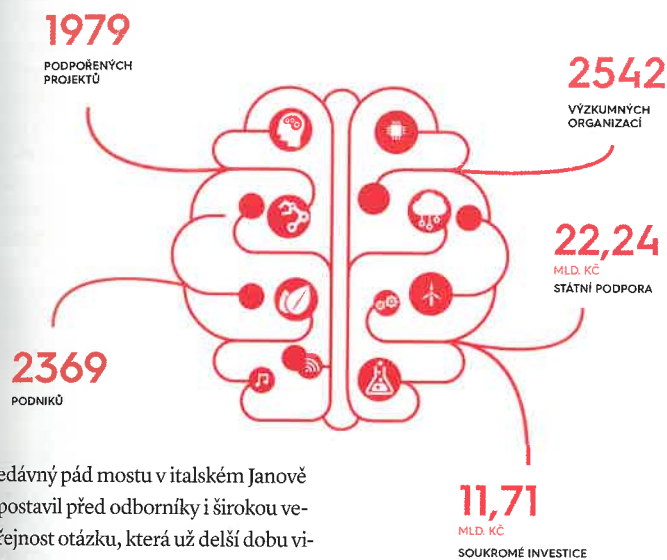 1979
PODPOŘENÝCH
PROJEKTŮ
2542
VÝZKUMNÝCH
ORGANIZACÍ
22,24
MLD. KČ
STÁTNÍ PODPORA
2369
PODNIKŮ
11,71
MLD. KČ
SOUKROMÉ INVESTICE
edávný pád mostu v italském Janově
postavil před odborníky i širokou ve-
řejnost otázku, která už delší dobu vi-